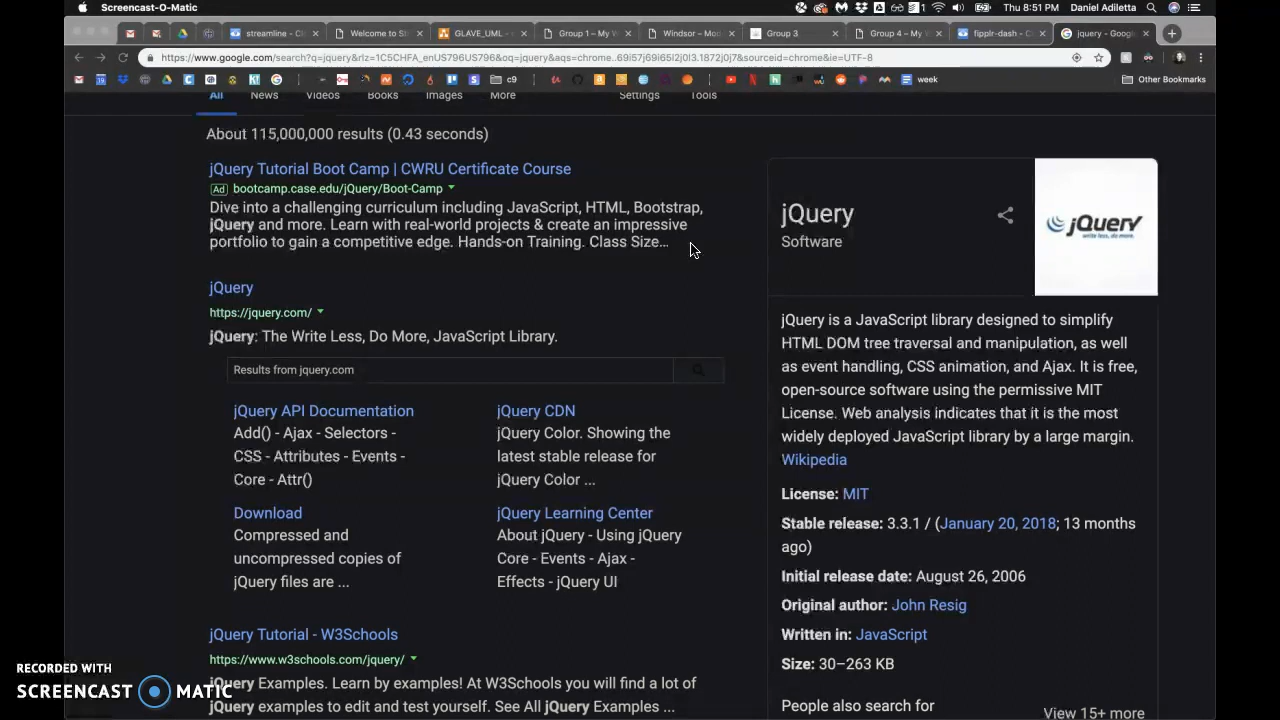 Screencast-O-Matic
Thu 8:51 PM Daniel Adiletta
streamline - Cl
Welcome to St
GLAVE_UML -
Group 1 – My W
Windsor – Mod
Group 3
Group 4 – My W
fipplr-dash – C
jquery - Google
https://www.google.com/search?q=jquery&rlz=1C5CHFA_enUS796US796&oq=jquery&aqs=chrome..69i57j69i61j69i65l2j0l3.1872j0j7&sourceid=chrome&ie=UTF-8
c9
week
Other Bookmarks
All News Videos Books Images More Settings Tools
About 115,000,000 results (0.43 seconds)
jQuery Tutorial Boot Camp | CWRU Certificate Course
Ad bootcamp.case.edu/jQuery/Boot-Camp
Dive into a challenging curriculum including JavaScript, HTML, Bootstrap,
jQuery and more. Learn with real-world projects & create an impressive
portfolio to gain a competitive edge. Hands-on Training. Class Size...
jQuery
https://jquery.com/
jQuery: The Write Less, Do More, JavaScript Library.
Results from jquery.com
jQuery API Documentation
Add() - Ajax - Selectors -
CSS - Attributes - Events -
Core - Attr()
jQuery CDN
jQuery Color. Showing the
latest stable release for
jQuery Color ...
Download
Compressed and
uncompressed copies of
jQuery files are ...
jQuery Learning Center
About jQuery - Using jQuery
Core - Events - Ajax -
Effects - jQuery UI
jQuery Tutorial - W3Schools
https://www.w3schools.com/jquery/
jQuery Examples. Learn by examples! At W3Schools you will find a lot of
jQuery examples to edit and test yourself. See All jQuery Examples ...
jQuery
Software
jQuery
write less, do more.
jQuery is a JavaScript library designed to simplify
HTML DOM tree traversal and manipulation, as well
as event handling, CSS animation, and Ajax. It is free,
open-source software using the permissive MIT
License. Web analysis indicates that it is the most
widely deployed JavaScript library by a large margin.
Wikipedia
License: MIT
Stable release: 3.3.1 / (January 20, 2018; 13 months
ago)
Initial release date: August 26, 2006
Original author: John Resig
Written in: JavaScript
Size: 30–263 KB
People also search for
View 15+ more
RECORDED WITH
SCREENCAST MATIC